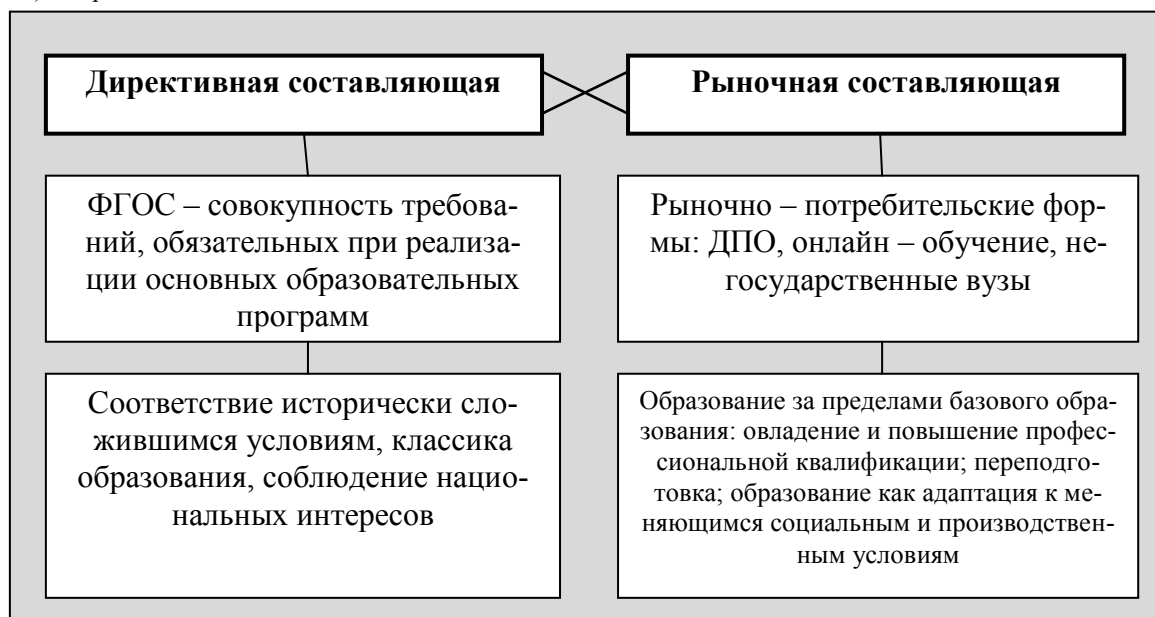 Директивная составляющая
Рыночная составляющая
ФГОС – совокупность требова-
ний, обязательных при реализа-
ции основных образовательных
программ
Рыночно – потребительские фор-
мы: ДПО, онлайн – обучение, не-
государственные вузы
Соответствие исторически сло-
жившимся условиям, классика
образования, соблюдение нацио-
нальных интересов
Образование за пределами базового обра-
зования: овладение и повышение профес-
сиональной квалификации; переподго-
товка; образование как адаптация к ме-
няющимся социальным и производствен-
ным условиям